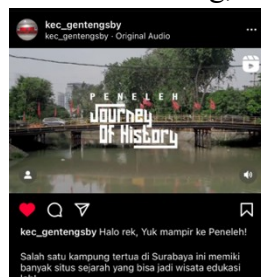 kec_gentengsby
kec_gentengsby · Original Audio
PENELEH
Journey
Of History
kec_gentengsby Halo rek, Yuk mampir ke Peneleh!
Salah satu kampung tertua di Surabaya ini memiki
banyak situs sejarah yang bisa jadi wisata edukasi